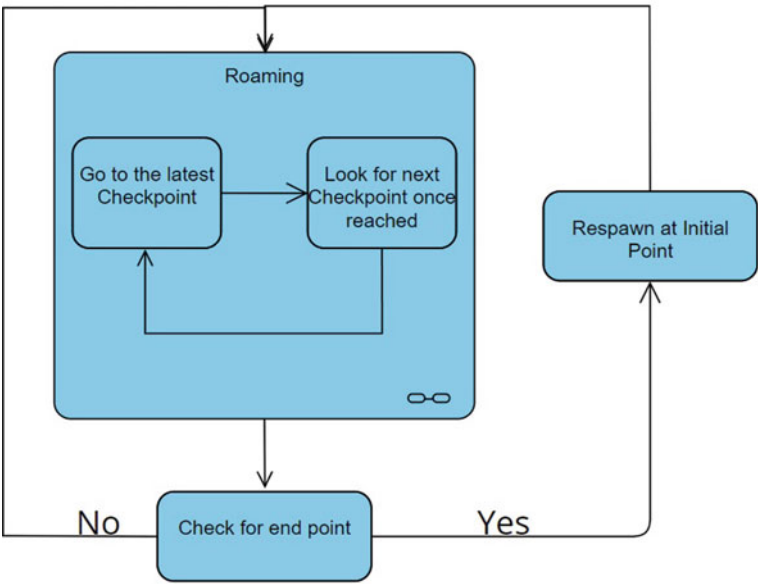 Roaming
Go to the latest
Checkpoint
Look for next
Checkpoint once
reached
Respawn at Initial
Point
No
Check for end point
Yes